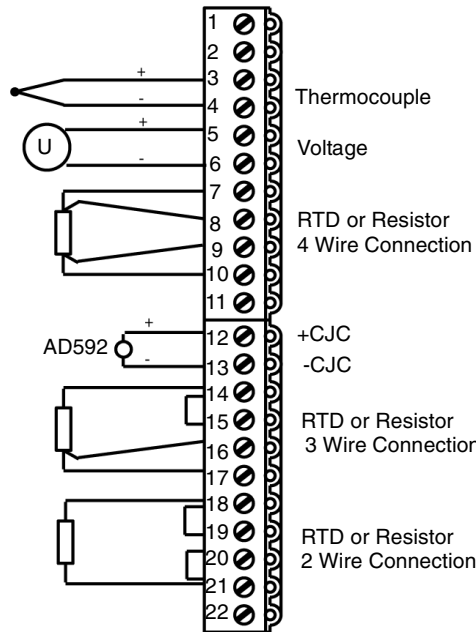 1
2
+ 3
- 4
Thermocouple
+ 5
U
Voltage
- 6
7
8
RTD or Resistor
9
4 Wire Connection
10
11
+ 12
+CJC
AD592
- 13
-CJC
14
15
RTD or Resistor
16
3 Wire Connection
17
18
19
RTD or Resistor
20
2 Wire Connection
21
22